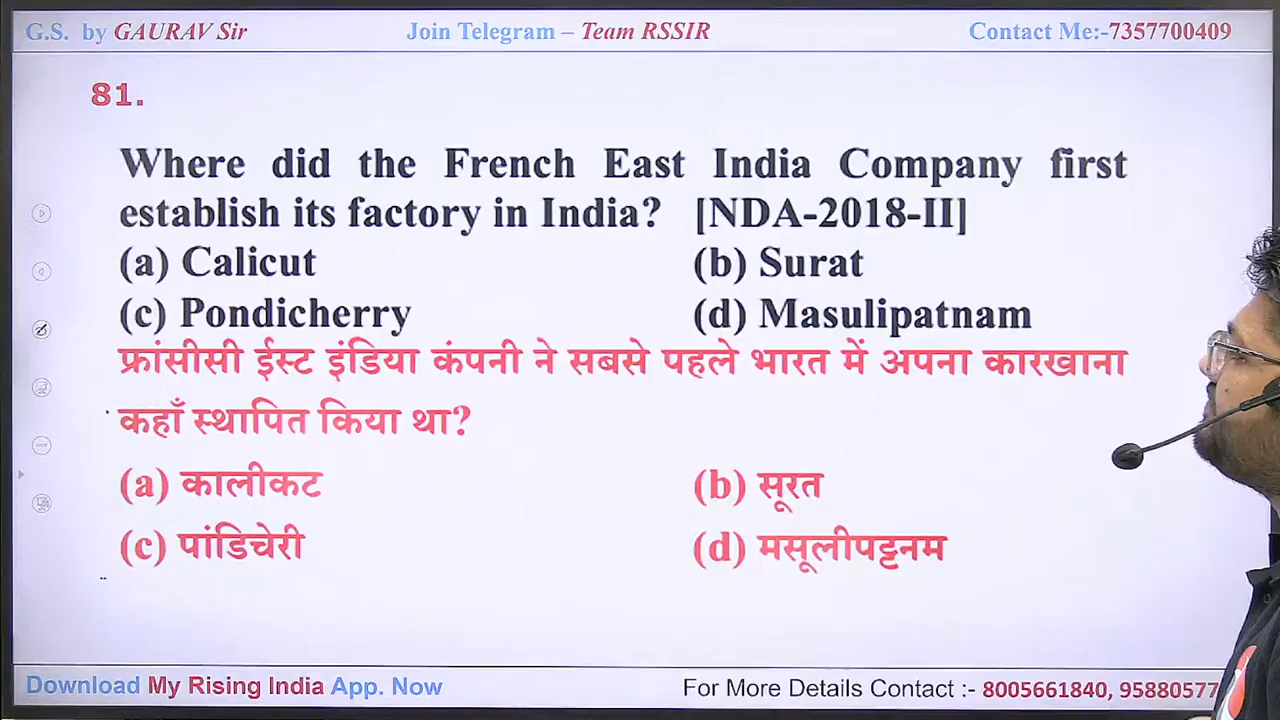 G.S. by GAURAV Sir
Join Telegram – Team RSSIR
Contact Me:-7357700409
81.
Where did the French East India Company first
establish its factory in India? [NDA-2018-II]
(a) Calicut (b) Surat
(c) Pondicherry (d) Masulipatnam
फ्रांसीसी ईस्ट इंडिया कंपनी ने सबसे पहले भारत में अपना कारखाना
कहाँ स्थापित किया था?
(a) कालीकट (b) सूरत
(c) पांडिचेरी (d) मसूलीपट्टनम
Download My Rising India App. Now
For More Details Contact :- 8005661840, 95880577